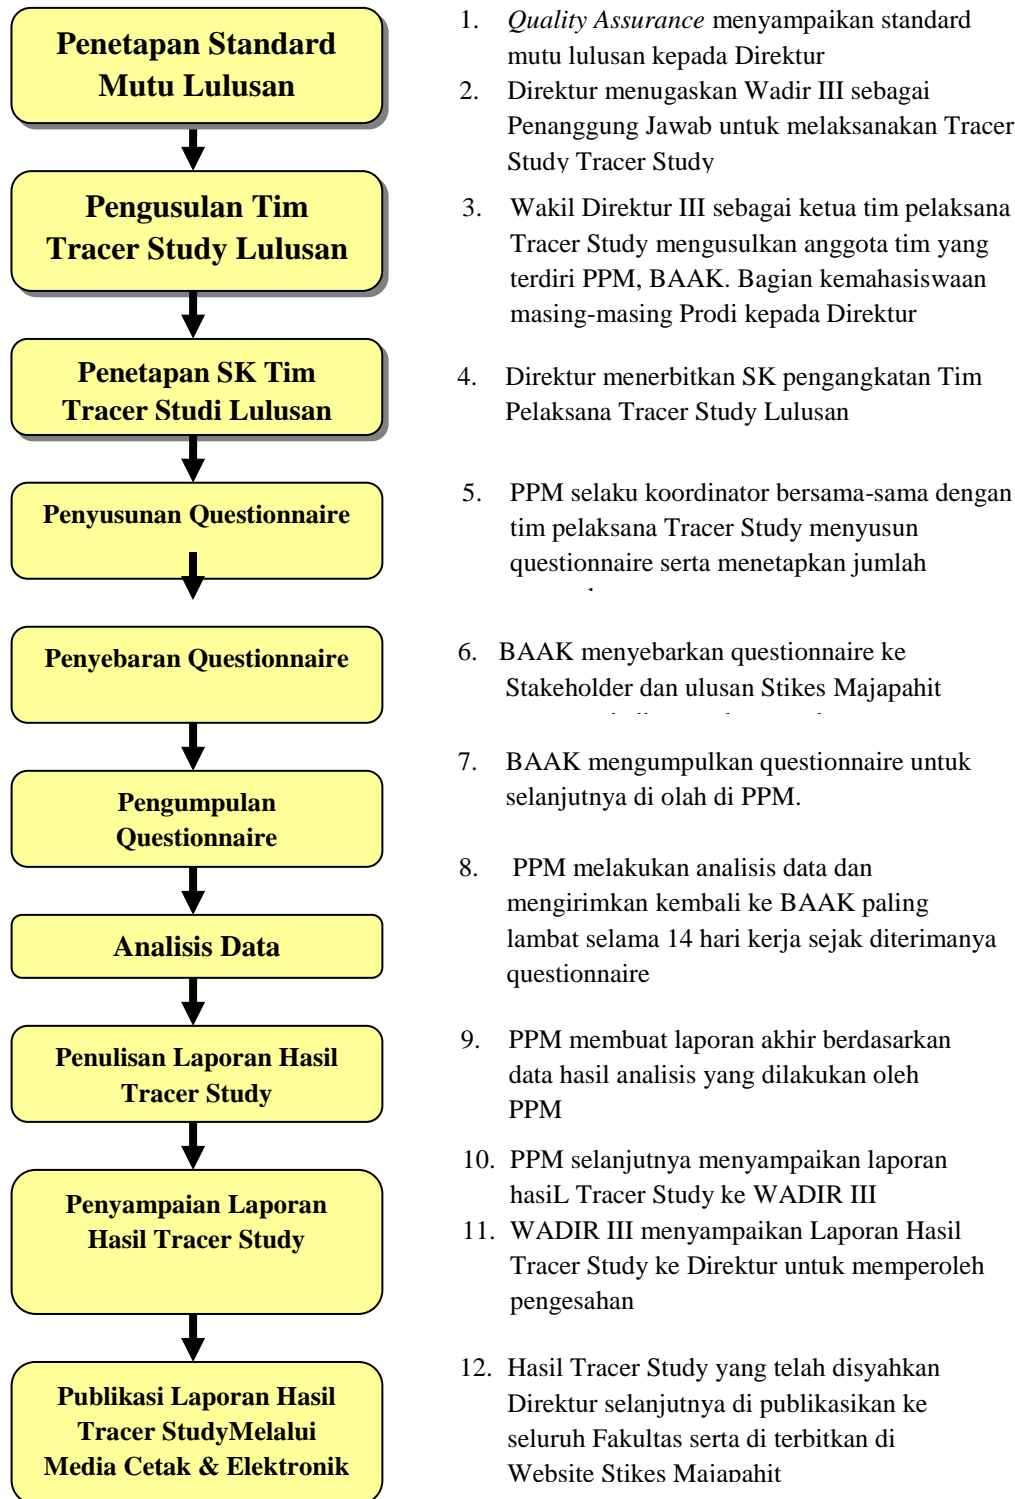 Penetapan Standard
Mutu Lulusan
1. Quality Assurance menyampaikan standard
mutu lulusan kepada Direktur
2. Direktur menugaskan Wadir III sebagai
Penanggung Jawab untuk melaksanakan Tracer
Study Tracer Study
Pengusulan Tim
Tracer Study Lulusan
3. Wakil Direktur III sebagai ketua tim pelaksana
Tracer Study mengusulkan anggota tim yang
terdiri PPM, BAAK. Bagian kemahasiswaan
masing-masing Prodi kepada Direktur
Penetapan SK Tim
Tracer Studi Lulusan
4. Direktur menerbitkan SK pengangkatan Tim
Pelaksana Tracer Study Lulusan
Penyusunan Questionnaire
5. PPM selaku koordinator bersama-sama dengan
tim pelaksana Tracer Study menyusun
questionnaire serta menetapkan jumlah
Penyebaran Questionnaire
6. BAAK menyebarkan questionnaire ke
Stakeholder dan ulusan Stikes Majapahit
Pengumpulan
Questionnaire
7. BAAK mengumpulkan questionnaire untuk
selanjutnya di olah di PPM.
Analisis Data
8. PPM melakukan analisis data dan
mengirimkan kembali ke BAAK paling
lambat selama 14 hari kerja sejak diterimanya
questionnaire
Penulisan Laporan Hasil
Tracer Study
9. PPM membuat laporan akhir berdasarkan
data hasil analisis yang dilakukan oleh
PPM
Penyampaian Laporan
Hasil Tracer Study
10. PPM selanjutnya menyampaikan laporan
hasiL Tracer Study ke WADIR III
11. WADIR III menyampaikan Laporan Hasil
Tracer Study ke Direktur untuk memperoleh
pengesahan
Publikasi Laporan Hasil
Tracer StudyMelalui
Media Cetak & Elektronik
12. Hasil Tracer Study yang telah disyahkan
Direktur selanjutnya di publikasikan ke
seluruh Fakultas serta di terbitkan di
Website Stikes Majapahit